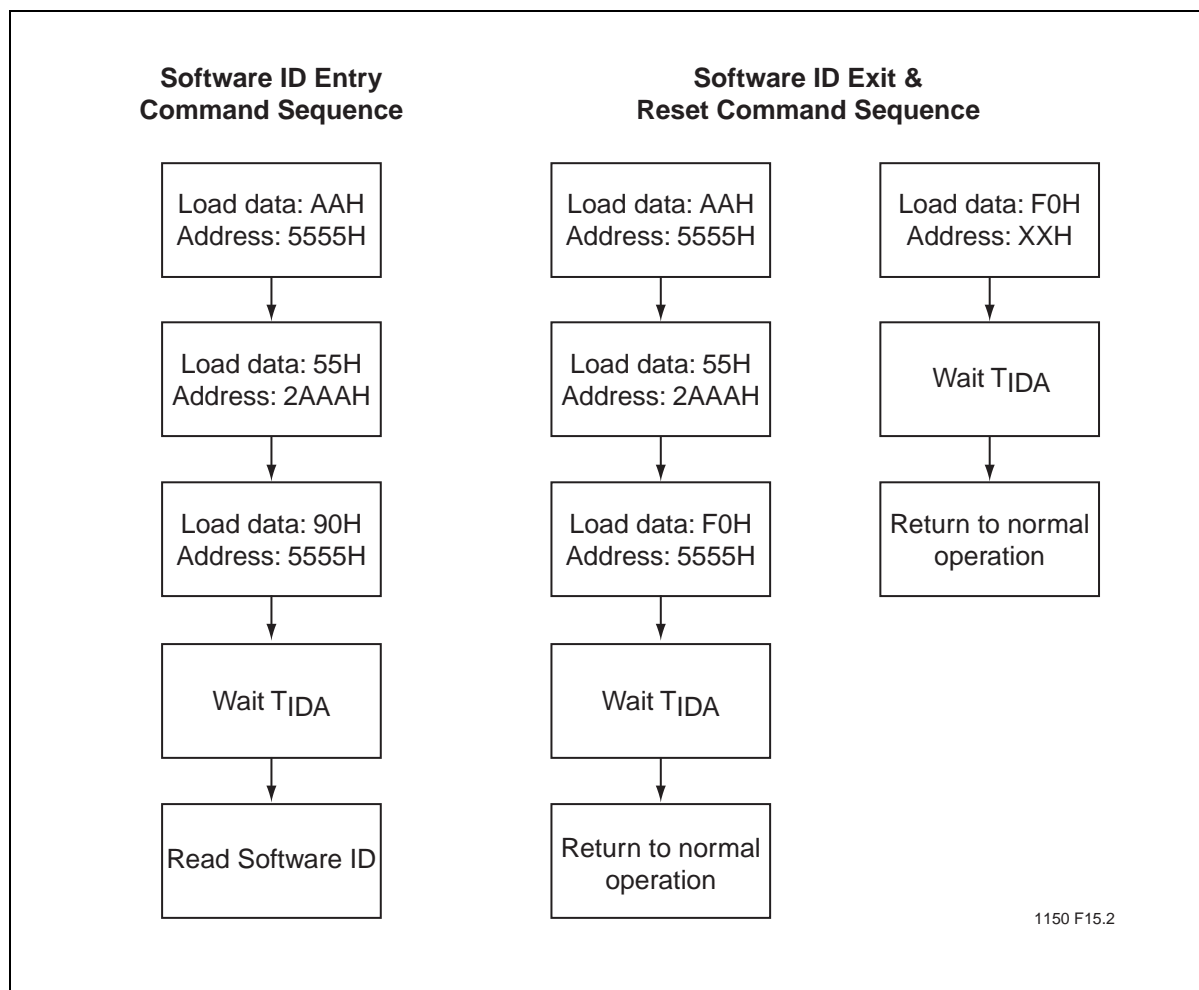 Software ID Entry
Command Sequence
Load data: AAH
Address: 5555H
Load data: 55H
Address: 2AAAH
Load data: 90H
Address: 5555H
Wait TIDA
Read Software ID
Software ID Exit &
Reset Command Sequence
Load data: AAH
Address: 5555H
Load data: 55H
Address: 2AAAH
Load data: F0H
Address: 5555H
Wait TIDA
Return to normal
operation
Load data: F0H
Address: XXH
Wait TIDA
Return to normal
operation
1150 F15.2